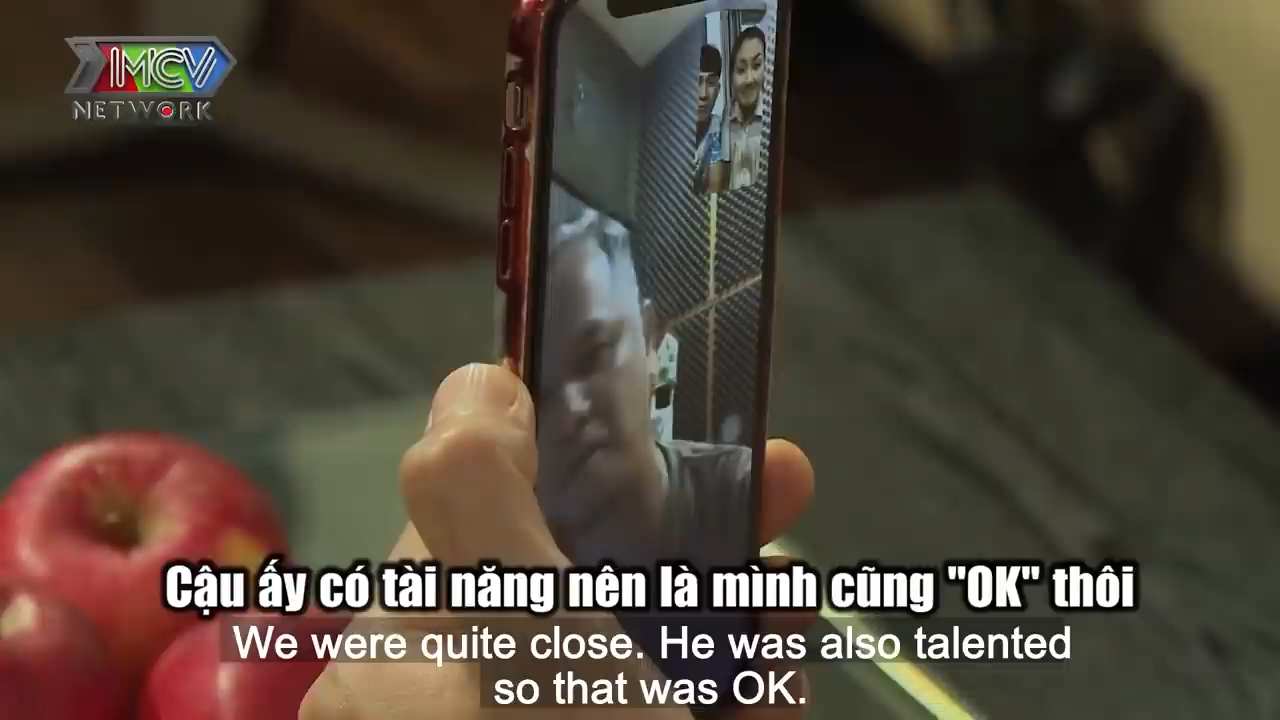 MCV
NETWORK
Cậu ấy có tài năng nên là mình cũng "OK" thôi
We were quite close. He was also talented
so that was OK.